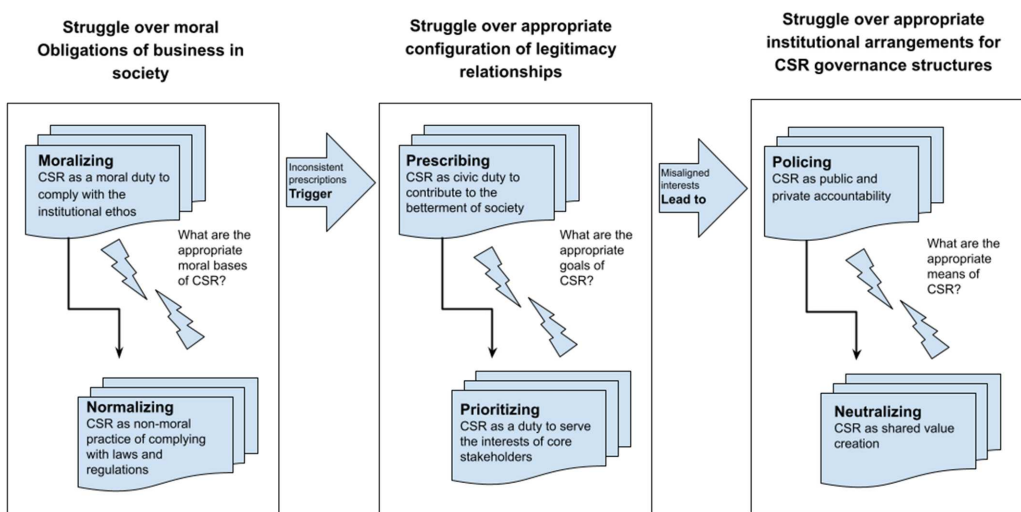 Struggle over moral
Obligations of business in
society
Moralizing
CSR as a moral duty to
comply with the
institutional ethos
What are the
appropriate
moral bases
of CSR?
Normalizing
CSR as non-moral
practice of complying
with laws and
regulations
Inconsistent
prescriptions
Trigger
Struggle over appropriate
configuration of legitimacy
relationships
Prescribing
CSR as civic duty to
contribute to the
betterment of society
What are the
appropriate
goals of
CSR?
Prioritizing
CSR as a duty to serve
the interests of core
stakeholders
Misaligned
interests
Lead to
Struggle over appropriate
institutional arrangements for
CSR governance structures
Policing
CSR as public and
private accountability
What are the
appropriate
means of
CSR?
Neutralizing
CSR as shared value
creation